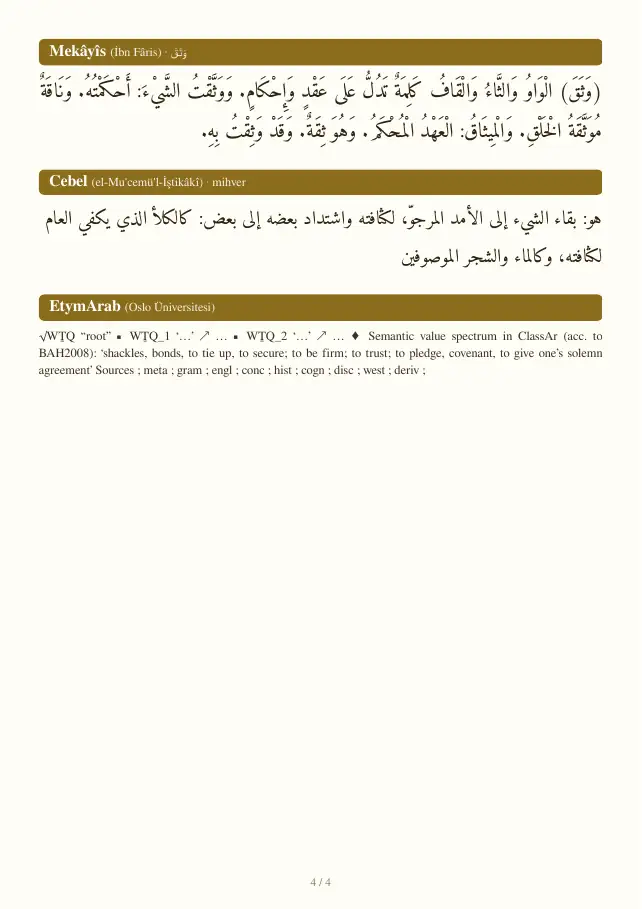 Mekâyîs (İbn Fâris) · وَثَقَ
(وَثَقَ) الْوَاوُ وَالثَّاءُ وَالْقَافُ كَلِمَةٌ تَدُلُّ عَلَى عَقْدٍ وَإِحْكَامٍ. وَوَثَّقْتُ الشَّيْءَ: أَحْكَمْتُهُ. وَنَاقَةٌ
مُوَثَّقَةُ الْخَلْقِ. وَالْمِيثَاقُ: الْعَهْدُ الْمُحْكَمُ. وَهُوَ ثِقَةٌ. وَقَدْ وَثِقْتُ بِهِ.
Cebel (el-Mu'cemü'l-İştikâkî) · mihver
هو: بقاء الشيء إلى الأمد المرجوّ، لكثافته واشتداد بعضه إلى بعض: كالكلأ الذي يكفي العام
لكثافته، وكالماء والشجر الموصوفين
EtymArab (Oslo Üniversitesi)
√WṮQ “root” ▪ WṮQ_1 ‘…’ ↗ … ▪ WṮQ_2 ‘…’ ↗ … ♦ Semantic value spectrum in ClassAr (acc. to
BAH2008): ‘shackles, bonds, to tie up, to secure; to be firm; to trust; to pledge, covenant, to give one’s solemn
agreement’ Sources ; meta ; gram ; engl ; conc ; hist ; cogn ; disc ; west ; deriv ;
4 / 4